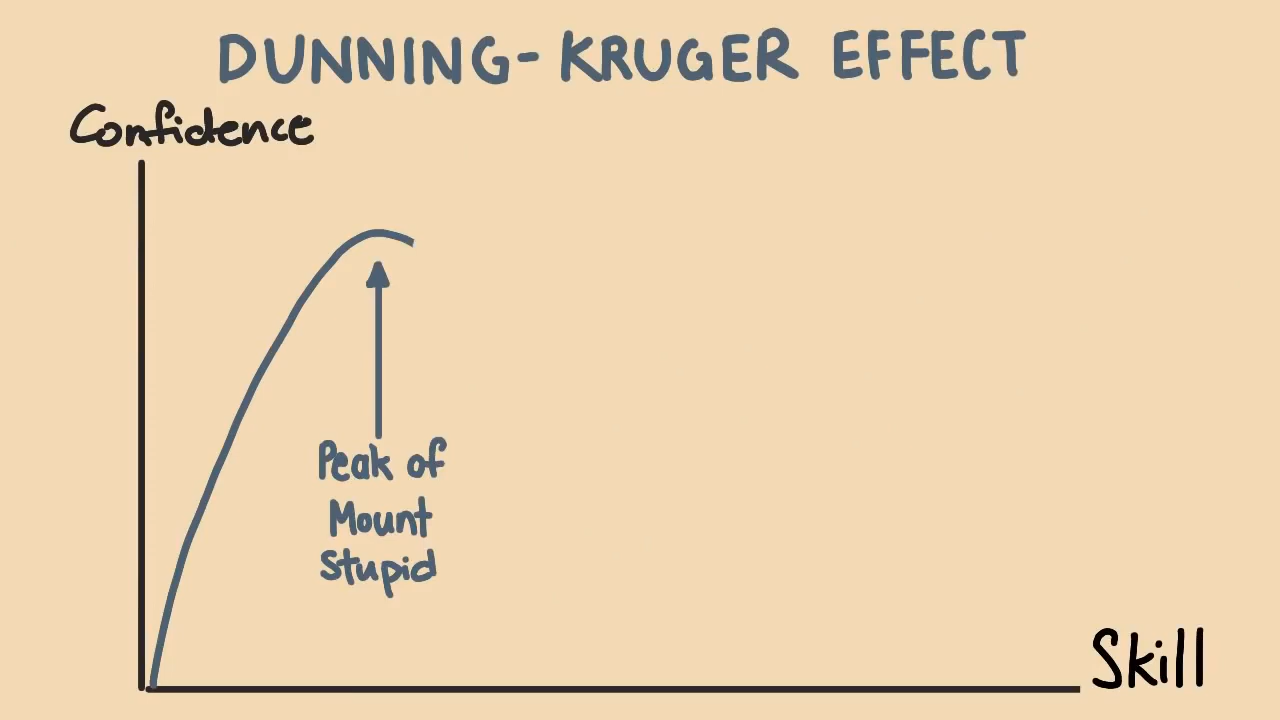 DUNNING-KRUGER EFFECT
Confidence
Peak of
Mount
Stupid
Skill